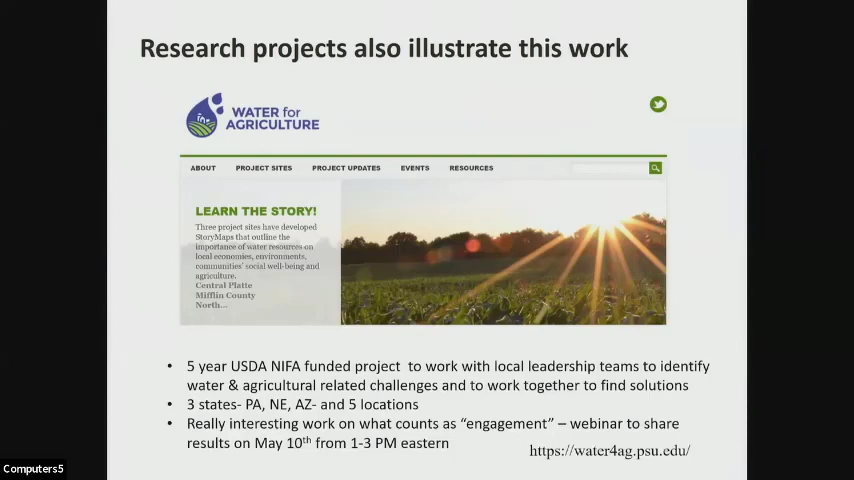 Research projects also illustrate this work
WATER for
AGRICULTURE
ABOUT PROJECT SITES PROJECT UPDATES EVENTS RESOURCES
LEARN THE STORY!
Three project sites have developed
StoryMaps that outline the
importance of water resources on
local economies, environments,
communities' social well-being and
agriculture.
Central Platte
Mifflin County
North...
• 5 year USDA NIFA funded project to work with local leadership teams to identify
water & agricultural related challenges and to work together to find solutions
• 3 states- PA, NE, AZ- and 5 locations
• Really interesting work on what counts as “engagement” – webinar to share
results on May 10th from 1-3 PM eastern
https://water4ag.psu.edu/
Computers5